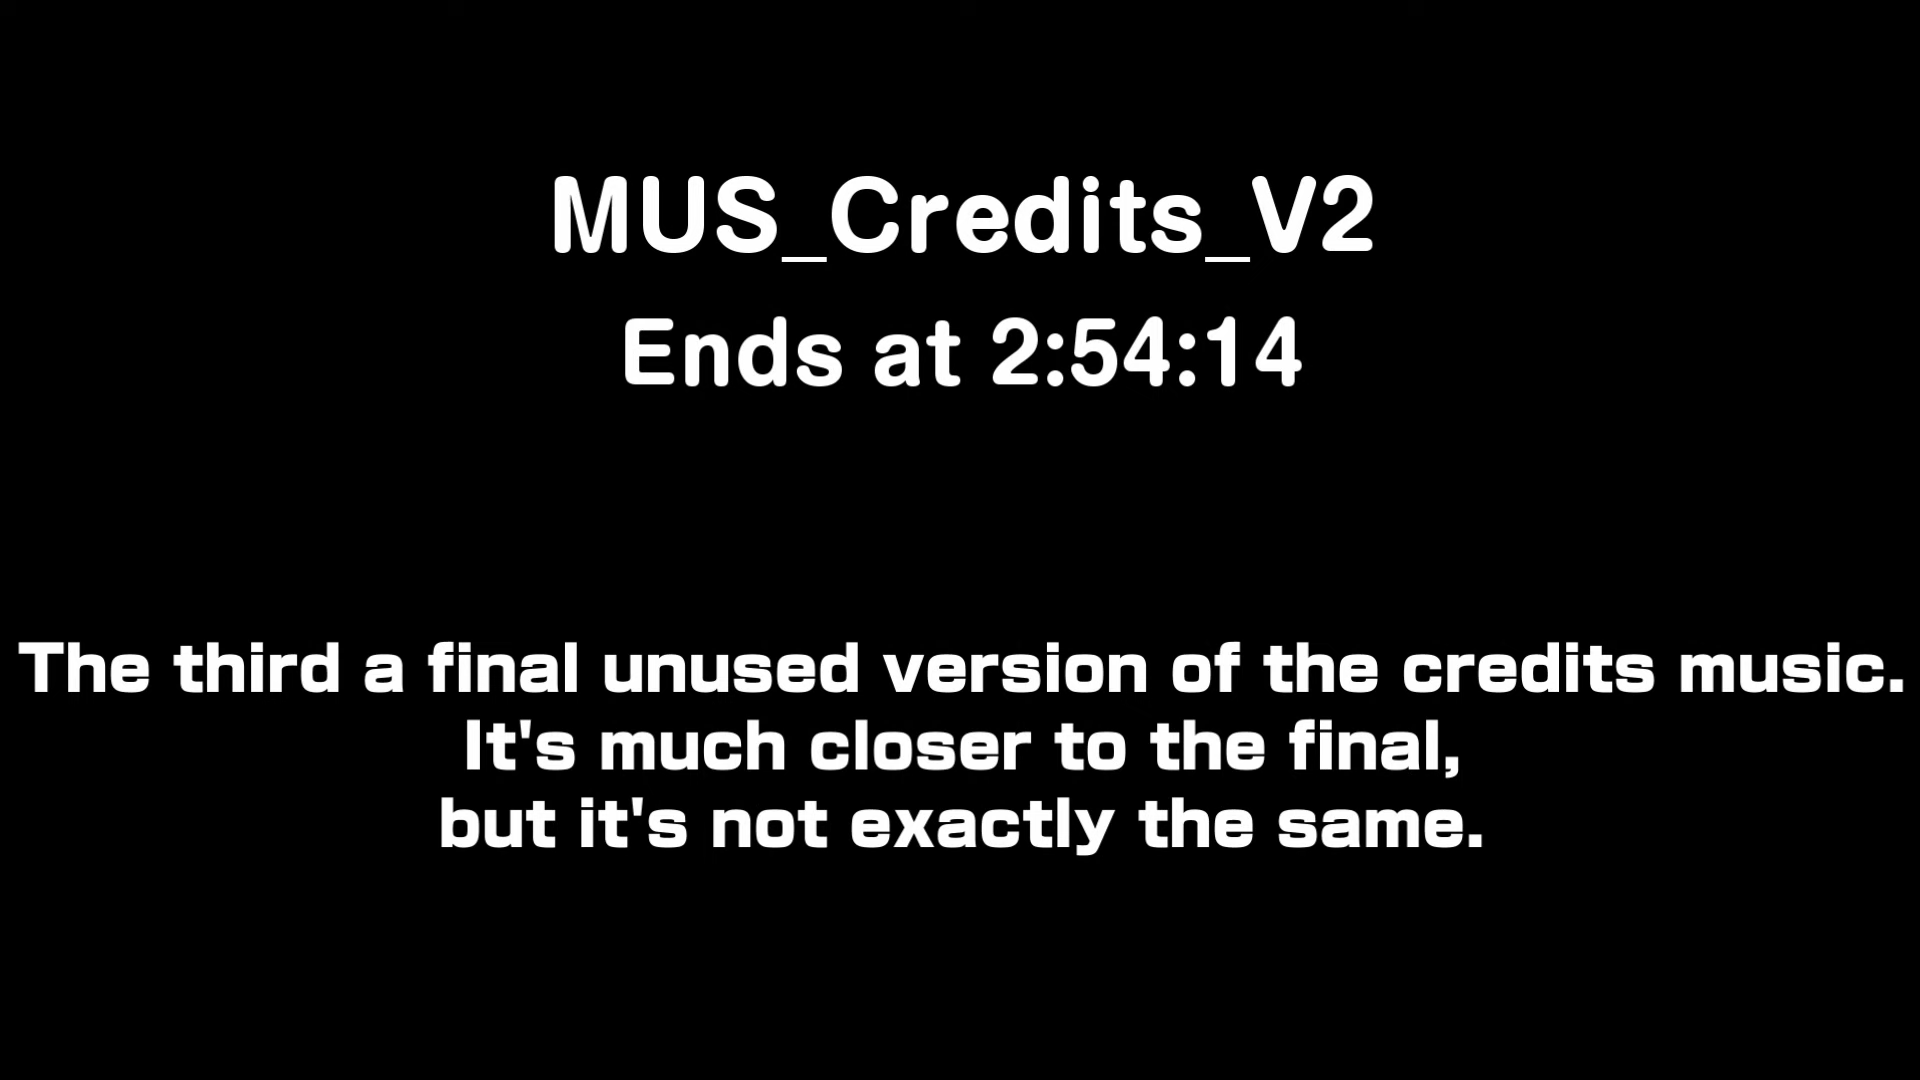 MUS_Credits_V2
Ends at 2:54:14
The third a final unused version of the credits music.
It's much closer to the final,
but it's not exactly the same.